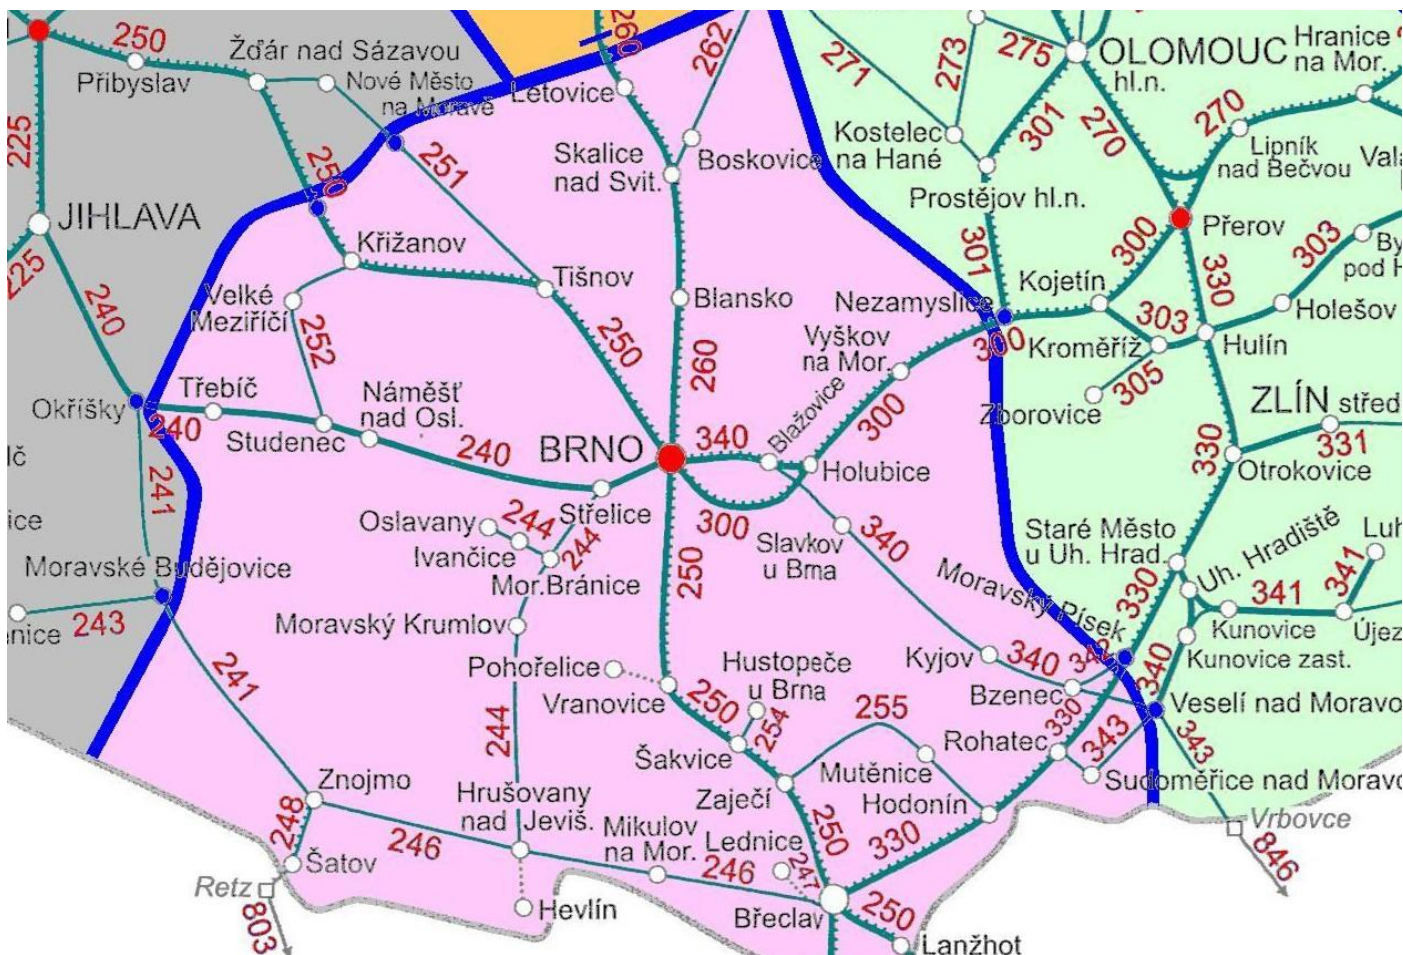 250
Žďár nad Sázavou
Přibyslav
Nové Město
na Moravě
225
250
251
JIHLAVA
225
240
Křižanov
Velké
Meziříčí
252
Tišnov
250
260
262
Letovice
Skalice
nad Svit.
Boskovice
Blansko
260
271
273
275
OLOMOUC
hl.n.
Hranice
na Mor.
301
270
270
Kostelec
na Hané
Lipník
nad Bečvou
Prostějov hl.n.
301
Přerov
300
303
330
Kojetín
Nezamyslice
300
Holešov
303
Kroměříž
Hulín
305
Zborovice
Vyškov
na Mor.
300
Blažovice
Okříšky
240
Třebíč
Studenec
Náměšť
nad Osl.
240
BRNO
340
Holubice
300
Střelice
ZLÍN střed
331
330
Otrokovice
241
Oslavany
244
Ivančice
244
Mor.Bránice
250
Slavkov
u Brna
340
Staré Město
u Uh. Hrad.
Uh. Hradiště
341
341
Moravské Budějovice
243
Moravský Krumlov
Moravský Písek
330
Kunovice
Kunovice zast.
340
Pohořelice
Vranovice
Hustopeče
u Brna
Kyjov
340
342
Bzenec
Veselí nad Moravo
241
244
250
254
255
Šakvice
Mutěnice
Rohatec
330
343
343
Sudoměřice nad Moravo
Znojmo
Hrušovany
nad Jeviš.
Zaječí
Hodonín
248
246
Mikulov
na Mor.
Lednice
250
330
Vrbovce
846
Šatov
246
247
Retz
803
Hevlín
Břeclav
250
Lanžhot